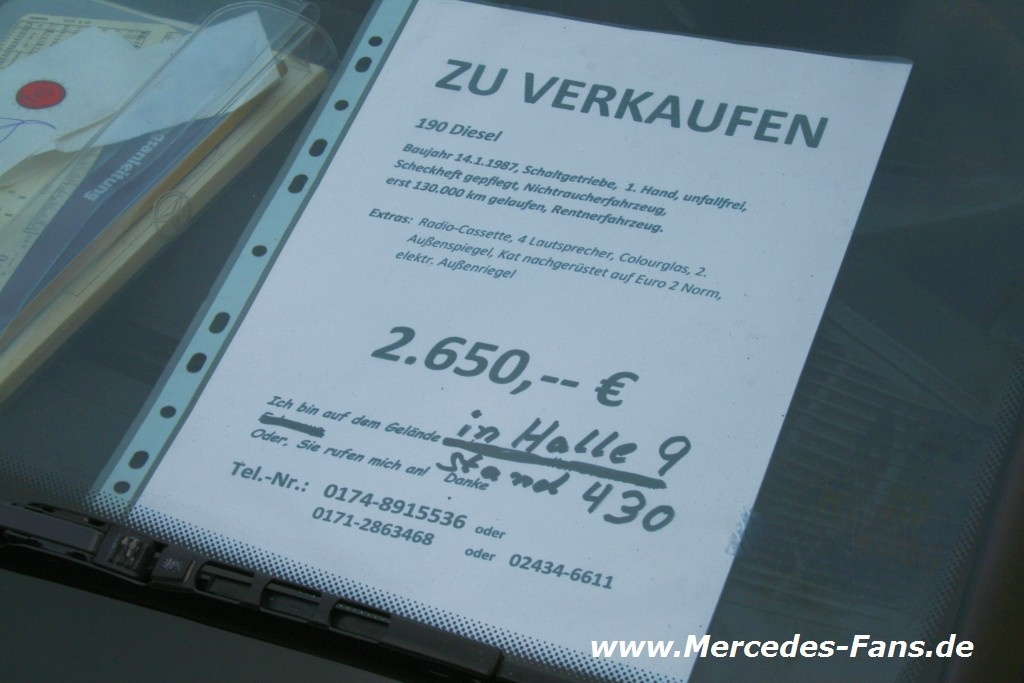 ZU VERKAUFEN
190 Diesel
Baujahr 14.1.1987, Schaltgetriebe, 1. Hand, unfallfrei,
Scheckheft gepflegt, Nichtraucherfahrzeug,
erst 130.000 km gelaufen, Rentnerfahrzeug.
Extras: Radio-Cassette, 4 Lautsprecher, Colourglas, 2.
Außenspiegel, Kat nachgerüstet auf Euro 2 Norm,
elektr. Außenriegel
2.650,-- €
Ich bin auf dem Gelände in Halle 9
Stand 430
Oder, Sie rufen mich an! Danke
Tel.-Nr.: 0174-8915536 oder
0171-2863468 oder 02434-6611
www.Mercedes-Fans.de